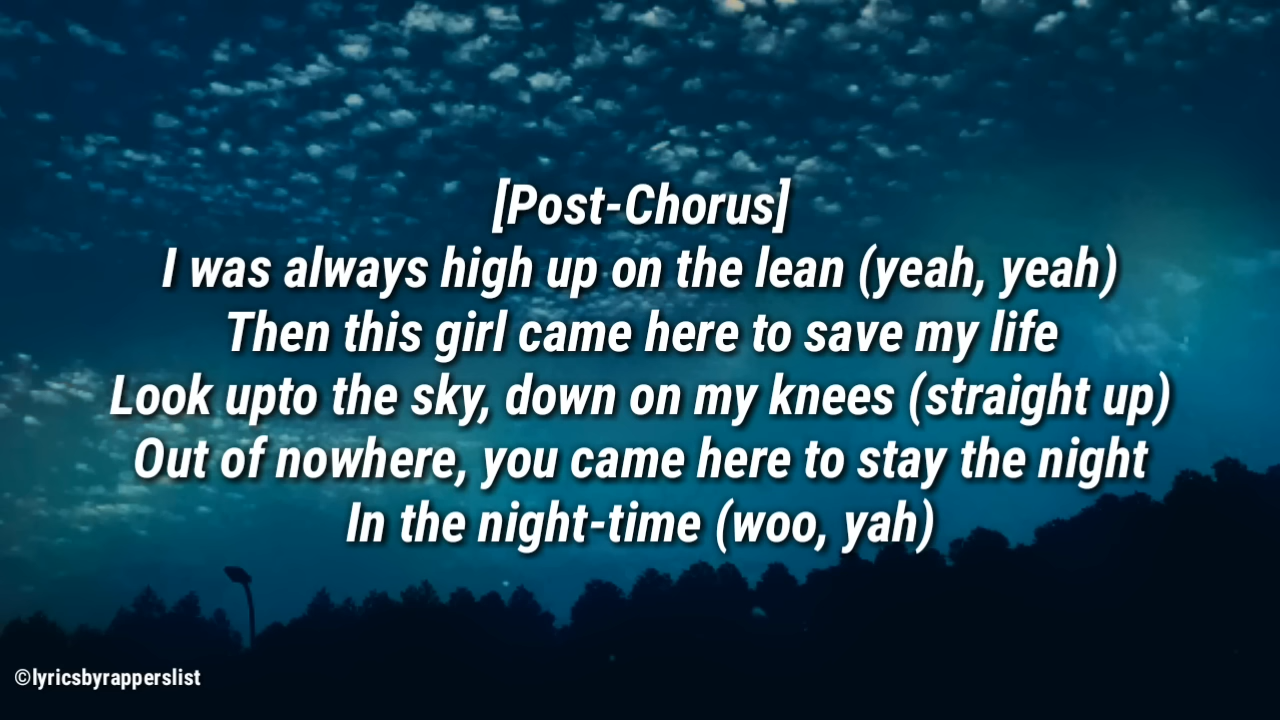 [Post-Chorus]
I was always high up on the lean (yeah, yeah)
Then this girl came here to save my life
Look upto the sky, down on my knees (straight up)
Out of nowhere, you came here to stay the night
In the night-time (woo, yah)
©lyricsbyrapperslist